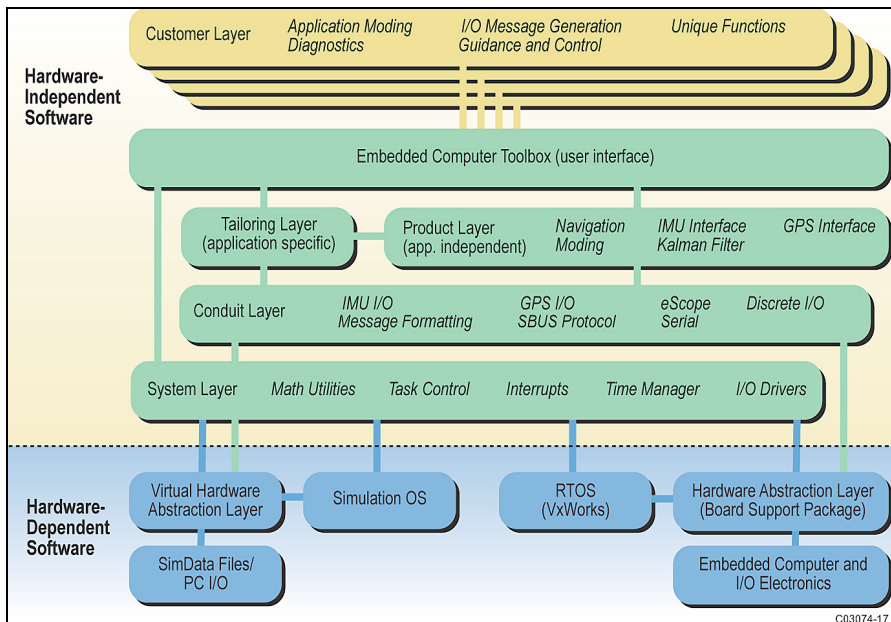 Customer Layer
Application Moding
Diagnostics
I/O Message Generation
Guidance and Control
Unique Functions
Hardware-
Independent
Software
Embedded Computer Toolbox (user interface)
Tailoring Layer
(application specific)
Product Layer
(app. independent)
Navigation
Moding
IMU Interface
Kalman Filter
GPS Interface
Conduit Layer
IMU I/O
Message Formatting
GPS I/O
SBUS Protocol
eScope
Serial
Discrete I/O
System Layer
Math Utilities
Task Control
Interrupts
Time Manager
I/O Drivers
Hardware-
Dependent
Software
Virtual Hardware
Abstraction Layer
Simulation OS
RTOS
(VxWorks)
Hardware Abstraction Layer
(Board Support Package)
SimData Files/
PC I/O
Embedded Computer and
I/O Electronics
C03074-17